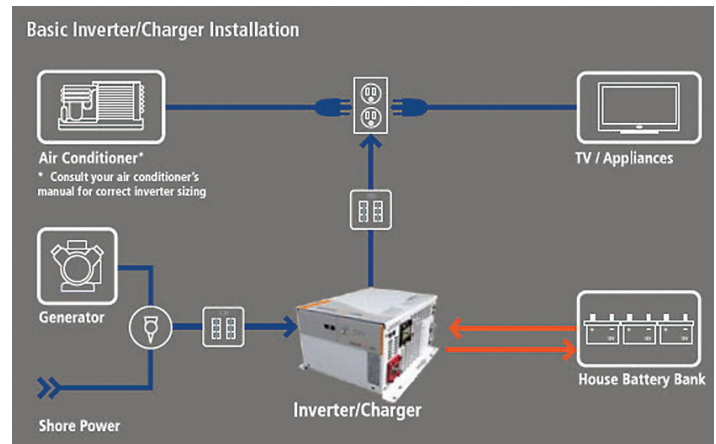 Basic Inverter/Charger Installation
Air Conditioner*
* Consult your air conditioner's
manual for correct inverter sizing
TV / Appliances
Generator
Shore Power
Inverter/Charger
House Battery Bank